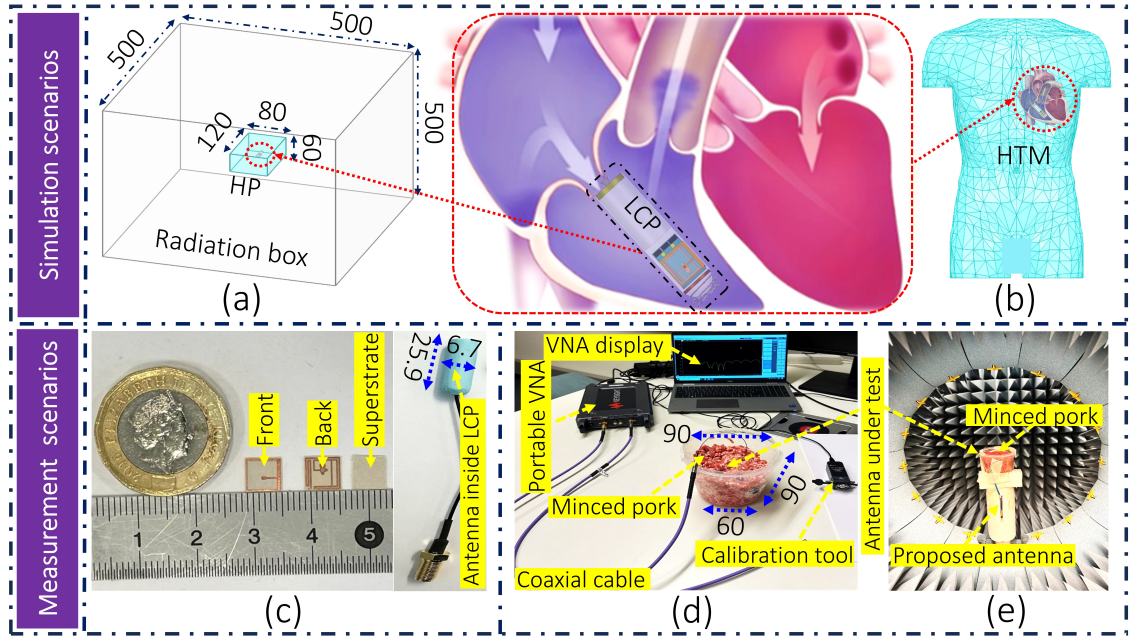 Simulation scenarios
500
500
500
120
80
60
HP
Radiation box
(a)
LCP
HTM
(b)
Measurement scenarios
Front
Back
Superstrate
1
2
3
4
5
25.9
6.7
Antenna inside LCP
(c)
VNA display
Portable VNA
90
Minced pork
90
60
Calibration tool
Coaxial cable
(d)
Antenna under test
Minced pork
Proposed antenna
(e)